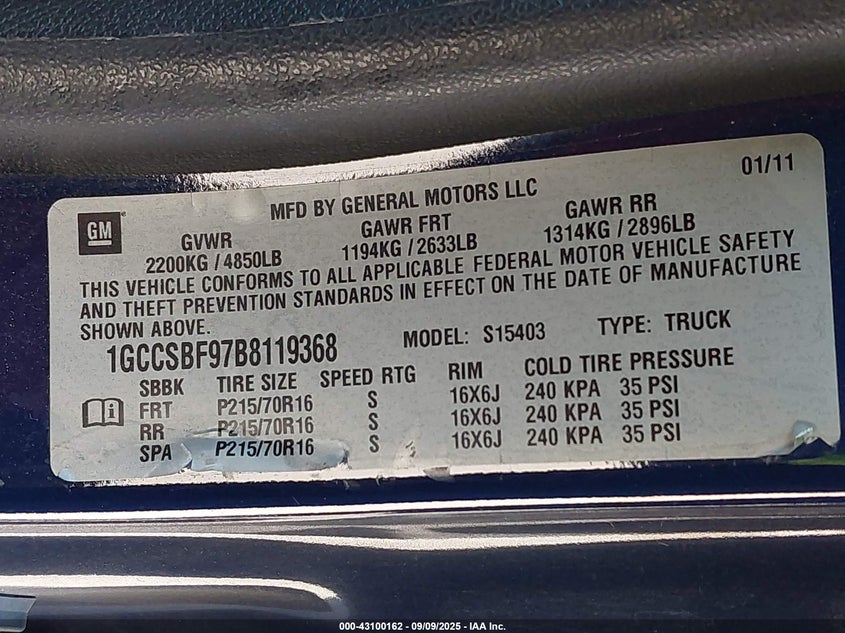 01/11
GM
MFD BY GENERAL MOTORS LLC
GVWR GAWR FRT GAWR RR
2200KG / 4850LB 1194KG / 2633LB 1314KG / 2896LB
THIS VEHICLE CONFORMS TO ALL APPLICABLE FEDERAL MOTOR VEHICLE SAFETY
AND THEFT PREVENTION STANDARDS IN EFFECT ON THE DATE OF MANUFACTURE
SHOWN ABOVE.
1GCCSBF97B8119368 MODEL: S15403 TYPE: TRUCK
SBBK TIRE SIZE SPEED RTG RIM COLD TIRE PRESSURE
FRT P215/70R16 S 16X6J 240 KPA 35 PSI
RR P215/70R16 S 16X6J 240 KPA 35 PSI
SPA P215/70R16 S 16X6J 240 KPA 35 PSI
000-43100162 - 09/09/2025 - IAA Inc.